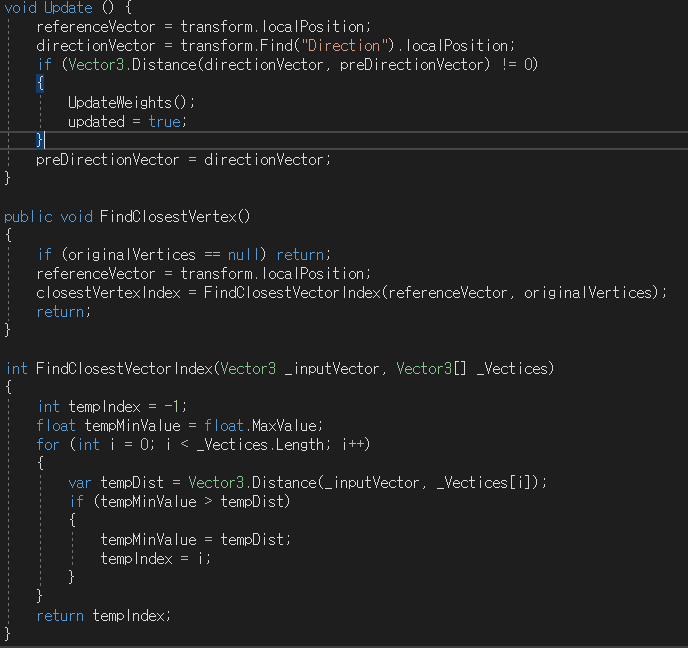 void Update () {
    referenceVector = transform.localPosition;
    directionVector = transform.Find("Direction").localPosition;
    if (Vector3.Distance(directionVector, preDirectionVector) != 0)
    {
        UpdateWeights();
        updated = true;
    }
    preDirectionVector = directionVector;
}

public void FindClosestVertex()
{
    if (originalVertices == null) return;
    referenceVector = transform.localPosition;
    closestVertexIndex = FindClosestVectorIndex(referenceVector, originalVertices);
    return;
}

int FindClosestVectorIndex(Vector3 _inputVector, Vector3[] _Vectices)
{
    int tempIndex = -1;
    float tempMinValue = float.MaxValue;
    for (int i = 0; i < _Vectices.Length; i++)
    {
        var tempDist = Vector3.Distance(_inputVector, _Vectices[i]);
        if (tempMinValue > tempDist)
        {
            tempMinValue = tempDist;
            tempIndex = i;
        }
    }
    return tempIndex;
}